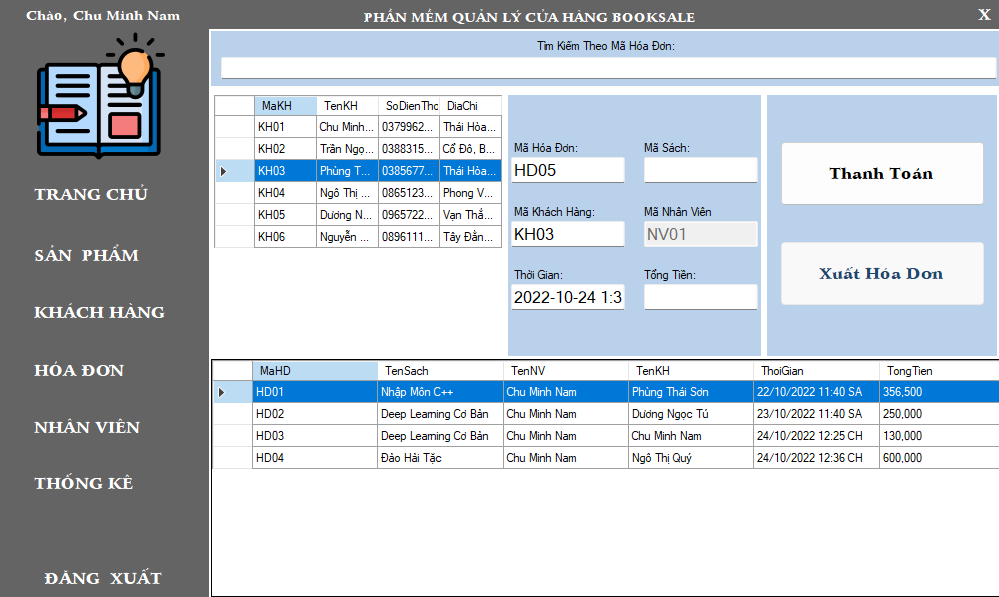 Chào, Chu Minh Nam
PHẦN MỀM QUẢN LÝ CỬA HÀNG BOOKSALE
X
TRANG CHỦ
SẢN PHẨM
KHÁCH HÀNG
HÓA ĐƠN
NHÂN VIÊN
THỐNG KÊ
ĐĂNG XUẤT
Tìm Kiếm Theo Mã Hóa Đơn:
MaKH TenKH SoDienTho DiaChi
KH01 Chu Minh... 0379962... Thái Hòa...
KH02 Trần Ngọ... 0388315... Cổ Đô, B...
KH03 Phùng T... 0385677... Thái Hòa...
KH04 Ngô Thị ... 0865123... Phong V...
KH05 Dương N... 0965722... Vạn Thắ...
KH06 Nguyễn ... 0896111... Tây Đằn...
Mã Hóa Đơn: Mã Sách:
HD05
Mã Khách Hàng: Mã Nhân Viên
KH03 NV01
Thời Gian: Tổng Tiền:
2022-10-24 1:3
Thanh Toán
Xuất Hóa Đơn
MaHD TenSach TenNV TenKH ThoiGian TongTien
HD01 Nhập Môn C++ Chu Minh Nam Phùng Thái Sơn 22/10/2022 11:40 SA 356,500
HD02 Deep Learning Cơ Bản Chu Minh Nam Dương Ngọc Tú 23/10/2022 11:40 SA 250,000
HD03 Deep Learning Cơ Bản Chu Minh Nam Chu Minh Nam 24/10/2022 12:25 CH 130,000
HD04 Đảo Hải Tặc Chu Minh Nam Ngô Thị Quý 24/10/2022 12:36 CH 600,000